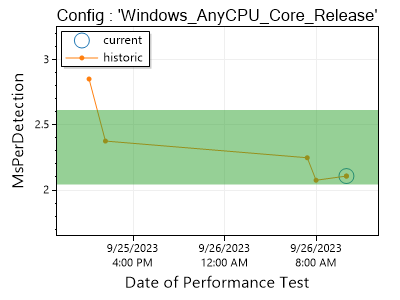 Config : 'Windows_AnyCPU_Core_Release'
current
historic
3
2.5
2
MsPerDetection
9/25/2023
4:00 PM
9/26/2023
12:00 AM
9/26/2023
8:00 AM
Date of Performance Test